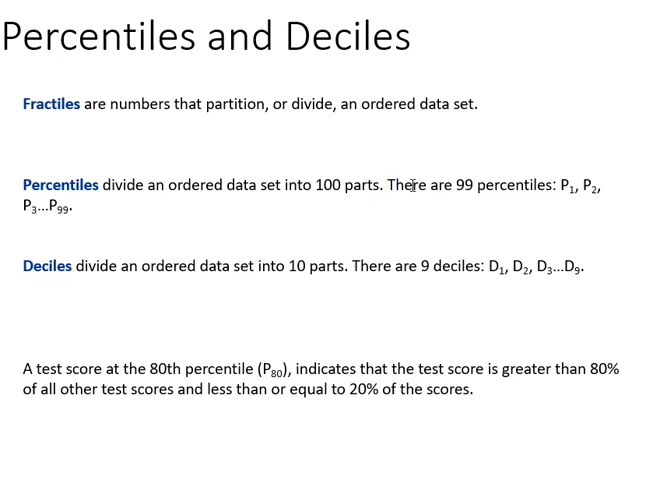 Percentiles and Deciles
Fractiles are numbers that partition, or divide, an ordered data set.
Percentiles divide an ordered data set into 100 parts. There are 99 percentiles: P₁, P₂,
P₃...P₉₉.
Deciles divide an ordered data set into 10 parts. There are 9 deciles: D₁, D₂, D₃...D₉.
A test score at the 80th percentile (P₈₀), indicates that the test score is greater than 80%
of all other test scores and less than or equal to 20% of the scores.